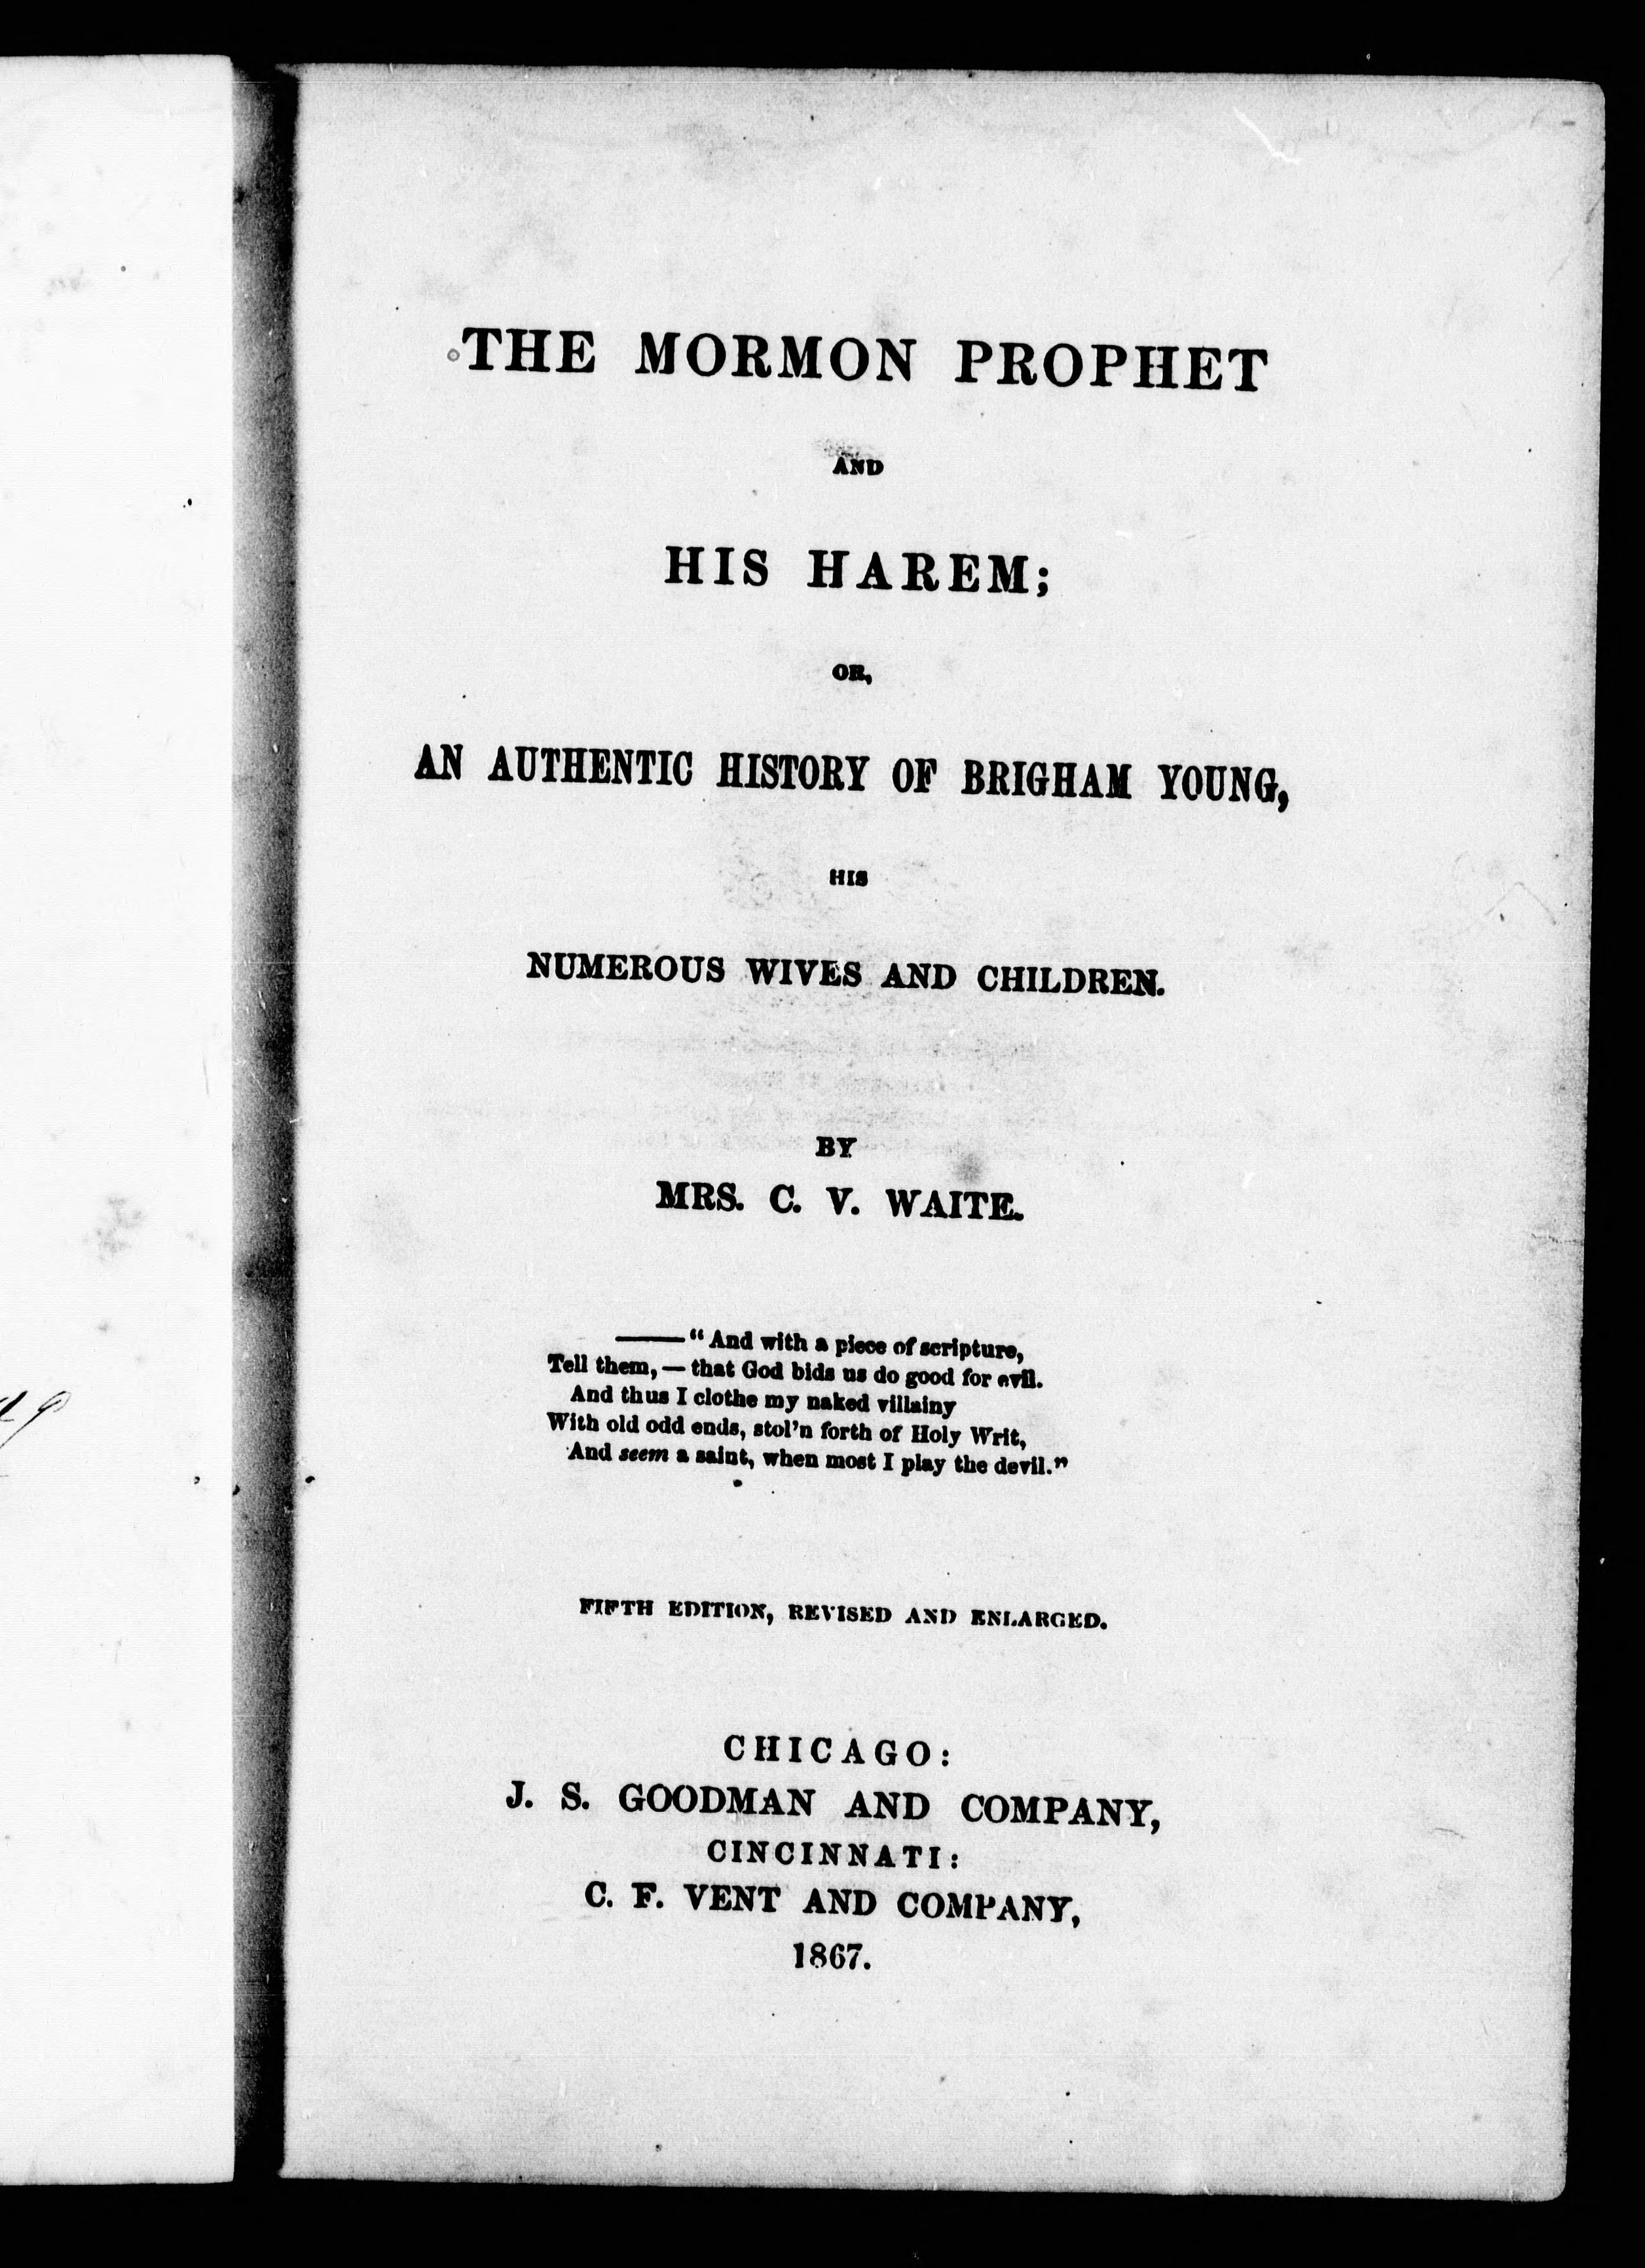 THE MORMON PROPHET
AND
HIS HAREM;
OR,
AN AUTHENTIC HISTORY OF BRIGHAM YOUNG,
HIS
NUMEROUS WIVES AND CHILDREN.
BY
MRS. C. V. WAITE.
——“And with a piece of scripture,
Tell them, — that God bids us do good for evil.
And thus I clothe my naked villainy
With old odd ends, stol’n forth of Holy Writ,
And seem a saint, when most I play the devil.”
FIFTH EDITION, REVISED AND ENLARGED.
CHICAGO:
J. S. GOODMAN AND COMPANY,
CINCINNATI:
C. F. VENT AND COMPANY,
1867.